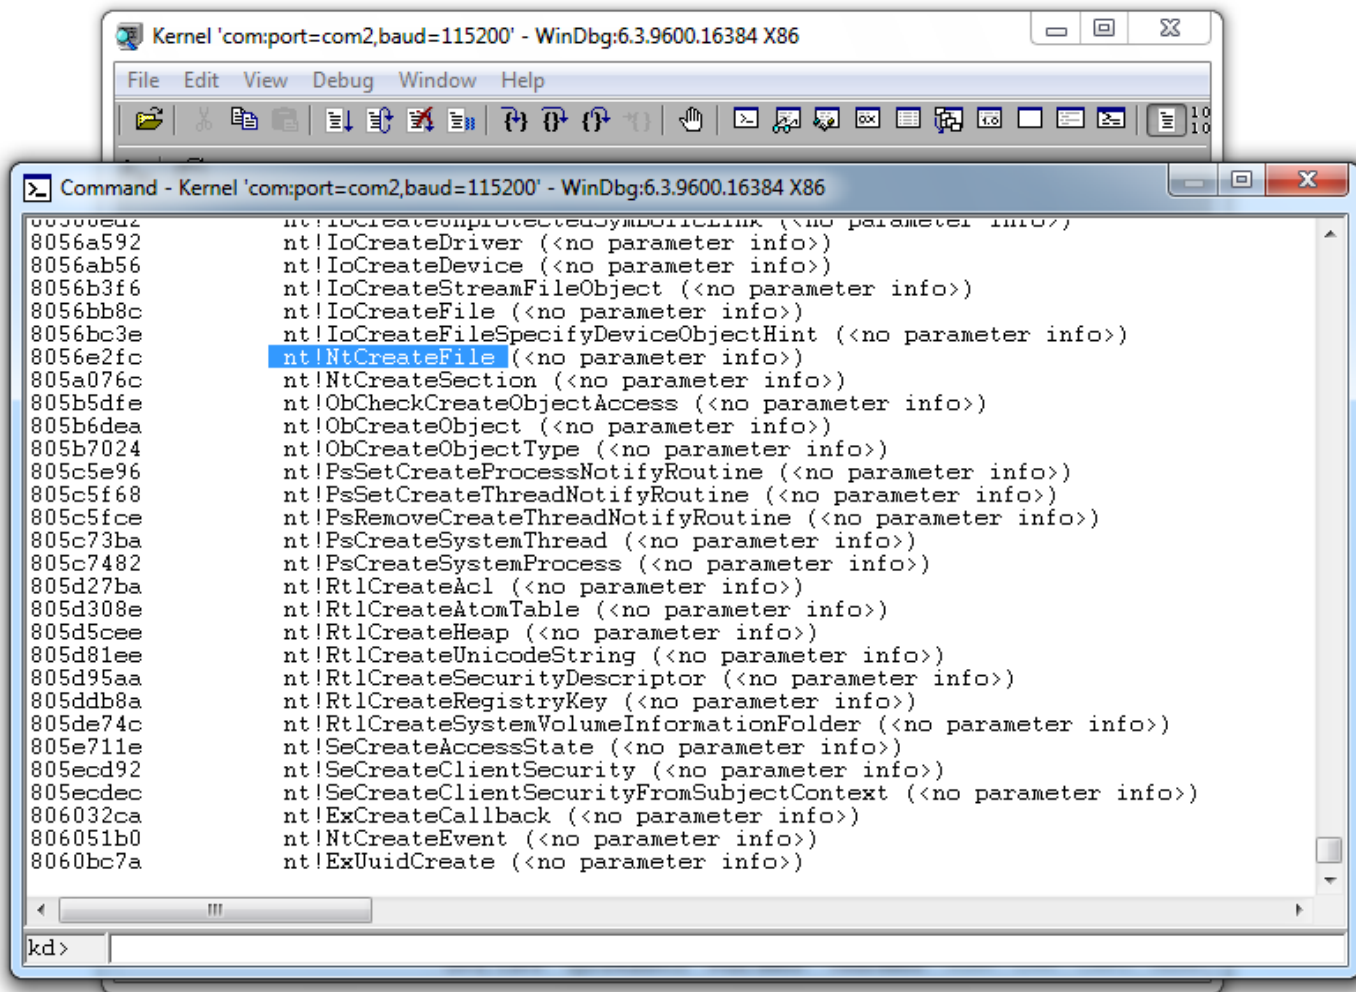 Kernel 'com:port=com2,baud=115200' - WinDbg:6.3.9600.16384 X86
File Edit View Debug Window Help
Command - Kernel 'com:port=com2,baud=115200' - WinDbg:6.3.9600.16384 X86
nt!IoCreateUnprotectedSymbolicLink (<no parameter info>)
8056a592 nt!IoCreateDriver (<no parameter info>)
8056ab56 nt!IoCreateDevice (<no parameter info>)
8056b3f6 nt!IoCreateStreamFileObject (<no parameter info>)
8056bb8c nt!IoCreateFile (<no parameter info>)
8056bc3e nt!IoCreateFileSpecifyDeviceObjectHint (<no parameter info>)
8056e2fc nt!NtCreateFile (<no parameter info>)
805a076c nt!NtCreateSection (<no parameter info>)
805b5dfe nt!ObCheckCreateObjectAccess (<no parameter info>)
805b6dea nt!ObCreateObject (<no parameter info>)
805b7024 nt!ObCreateObjectType (<no parameter info>)
805c5e96 nt!PsSetCreateProcessNotifyRoutine (<no parameter info>)
805c5f68 nt!PsSetCreateThreadNotifyRoutine (<no parameter info>)
805c5fce nt!PsRemoveCreateThreadNotifyRoutine (<no parameter info>)
805c73ba nt!PsCreateSystemThread (<no parameter info>)
805c7482 nt!PsCreateSystemProcess (<no parameter info>)
805d27ba nt!RtlCreateAcl (<no parameter info>)
805d308e nt!RtlCreateAtomTable (<no parameter info>)
805d5cee nt!RtlCreateHeap (<no parameter info>)
805d81ee nt!RtlCreateUnicodeString (<no parameter info>)
805d95aa nt!RtlCreateSecurityDescriptor (<no parameter info>)
805ddb8a nt!RtlCreateRegistryKey (<no parameter info>)
805de74c nt!RtlCreateSystemVolumeInformationFolder (<no parameter info>)
805e711e nt!SeCreateAccessState (<no parameter info>)
805ecd92 nt!SeCreateClientSecurity (<no parameter info>)
805ecdec nt!SeCreateClientSecurityFromSubjectContext (<no parameter info>)
806032ca nt!ExCreateCallback (<no parameter info>)
806051b0 nt!NtCreateEvent (<no parameter info>)
8060bc7a nt!ExUuidCreate (<no parameter info>)
kd>